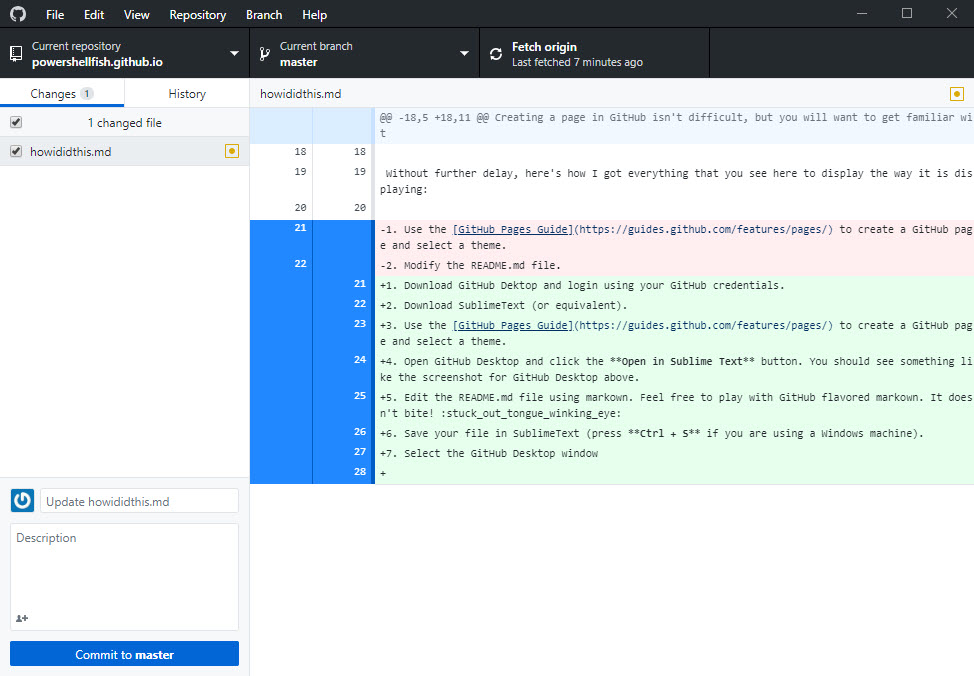 File Edit View Repository Branch Help
Current repository
powershellfish.github.io
Current branch
master
Fetch origin
Last fetched 7 minutes ago
Changes 1 History
1 changed file
howididthis.md
howididthis.md
@@ -18,5 +18,11 @@ Creating a page in GitHub isn't difficult, but you will want to get familiar wi
t
18 18
19 19 Without further delay, here's how I got everything that you see here to display the way it is dis
playing:
20 20
21 -1. Use the [GitHub Pages Guide](https://guides.github.com/features/pages/) to create a GitHub pag
e and select a theme.
22 -2. Modify the README.md file.
21 +1. Download GitHub Dektop and login using your GitHub credentials.
22 +2. Download SublimeText (or equivalent).
23 +3. Use the [GitHub Pages Guide](https://guides.github.com/features/pages/) to create a GitHub pag
e and select a theme.
24 +4. Open GitHub Desktop and click the **Open in Sublime Text** button. You should see something li
ke the screenshot for GitHub Desktop above.
25 +5. Edit the README.md file using markown. Feel free to play with GitHub flavored markown. It does
n't bite! :stuck_out_tongue_winking_eye:
26 +6. Save your file in SublimeText (press **Ctrl + S** if you are using a Windows machine).
27 +7. Select the GitHub Desktop window
28 +
Update howididthis.md
Description
Commit to master